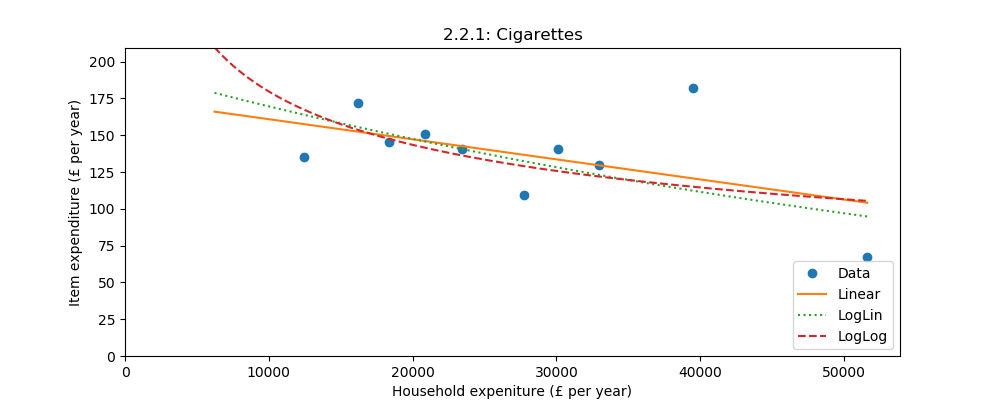 2.2.1: Cigarettes
Item expenditure (£ per year)
200
175
150
125
100
75
50
25
0
Data
Linear
LogLin
LogLog
0 10000 20000 30000 40000 50000
Household expeniture (£ per year)